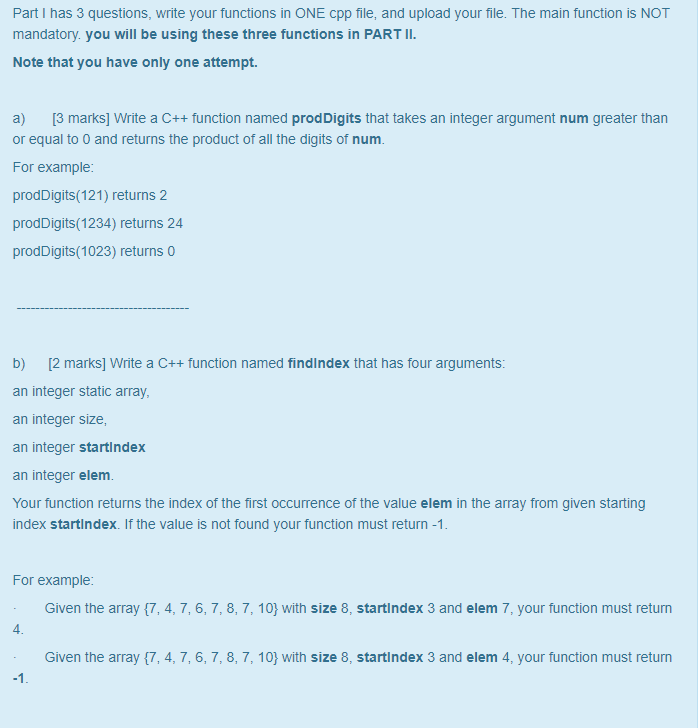 Part I has 3 questions, write your functions in ONE cpp file, and upload your file. The main function is NOT
mandatory. you will be using these three functions in PART II.
Note that you have only one attempt.
a) [3 marks] Write a C++ function named prodDigits that takes an integer argument num greater than
or equal to 0 and returns the product of all the digits of num.
For example:
prodDigits(121) returns 2
prodDigits(1234) returns 24
prodDigits(1023) returns 0
-------------------------------------
b) [2 marks] Write a C++ function named findIndex that has four arguments:
an integer static array,
an integer size,
an integer startIndex
an integer elem.
Your function returns the index of the first occurrence of the value elem in the array from given starting
index startIndex. If the value is not found your function must return -1.
For example:
· Given the array {7, 4, 7, 6, 7, 8, 7, 10} with size 8, startIndex 3 and elem 7, your function must return
4.
· Given the array {7, 4, 7, 6, 7, 8, 7, 10} with size 8, startIndex 3 and elem 4, your function must return
-1.